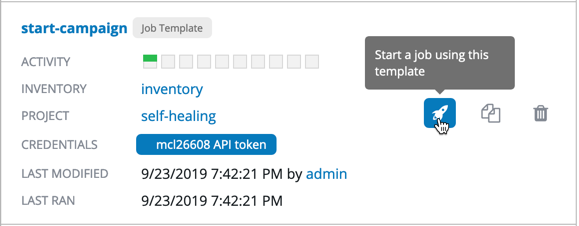 start-campaign Job Template
ACTIVITY
Start a job using this
template
INVENTORY inventory
PROJECT self-healing
CREDENTIALS mcl26608 API token
LAST MODIFIED 9/23/2019 7:42:21 PM by admin
LAST RAN 9/23/2019 7:42:21 PM